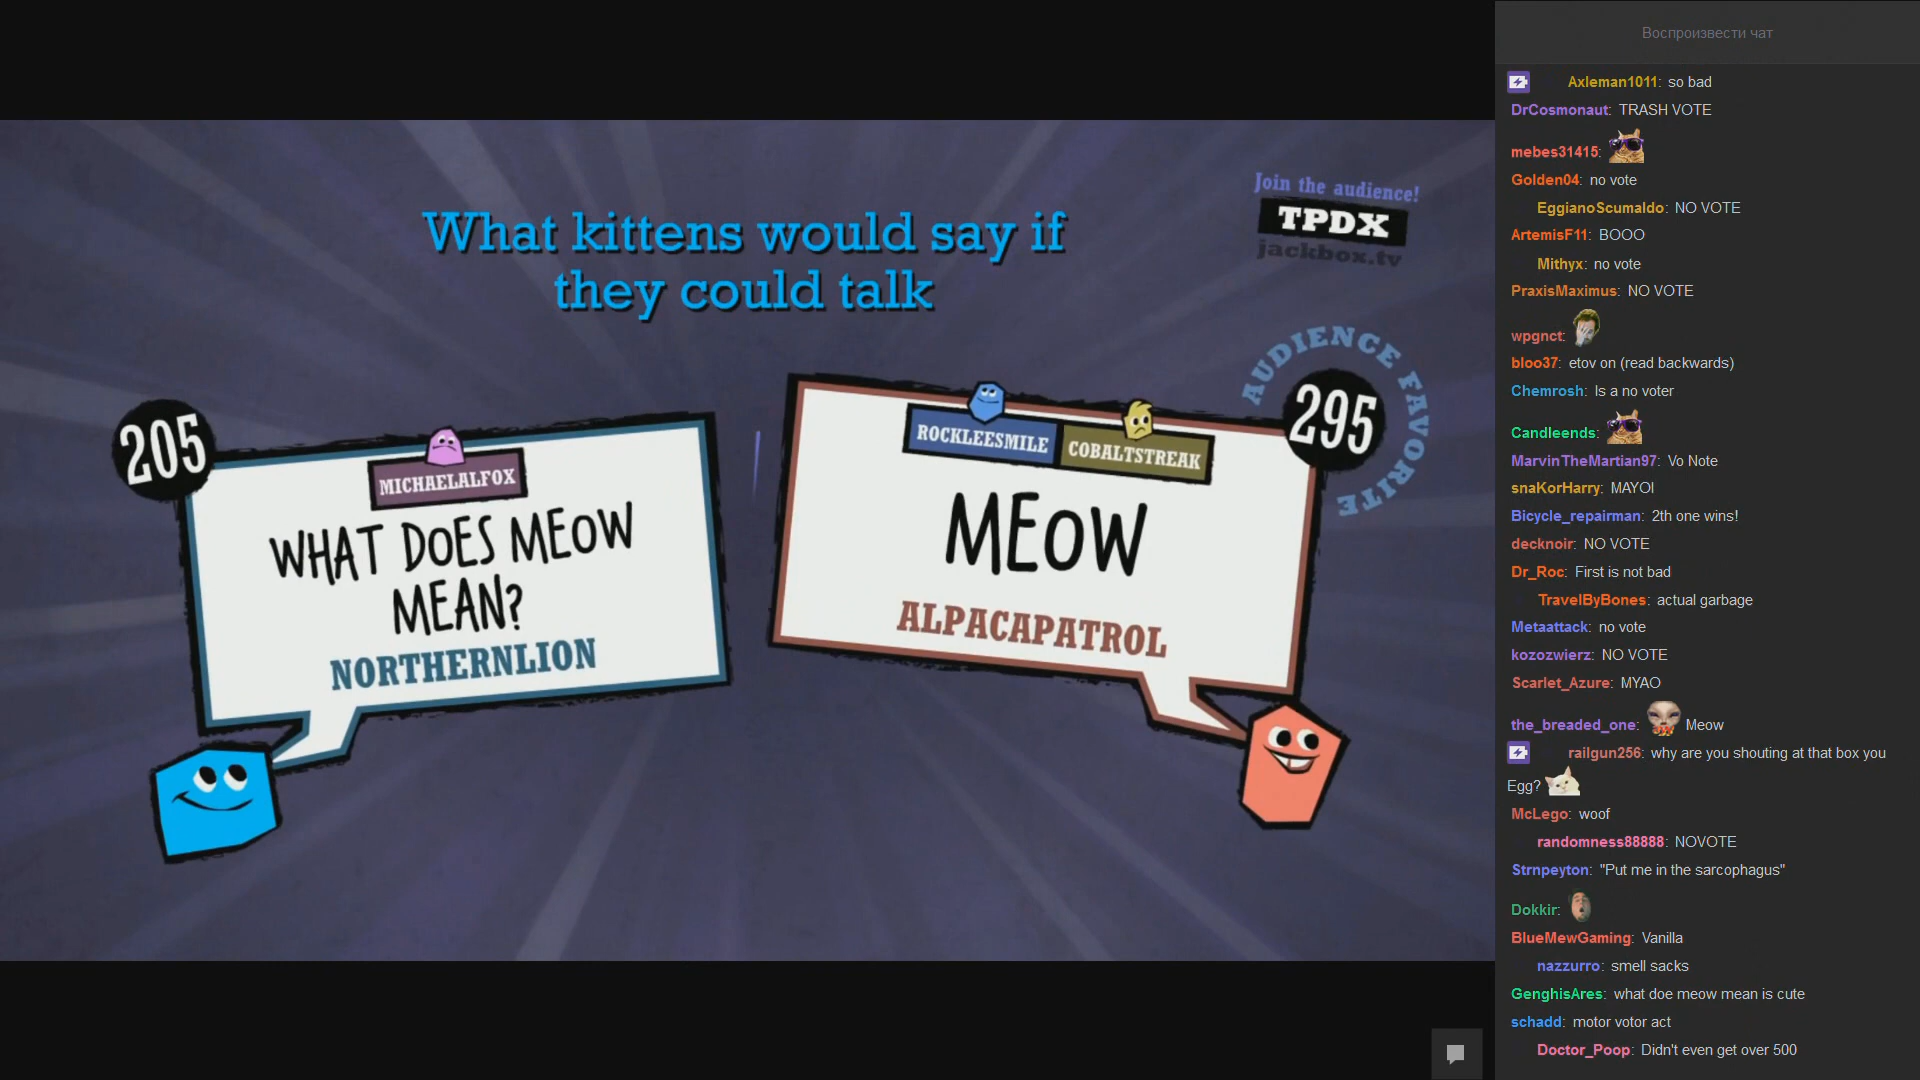 What kittens would say if
they could talk
Join the audience!
TPDX
jackbox.tv
AUDIENCE FAVORITE
205
MICHAELALFOX
WHAT DOES MEOW
MEAN?
NORTHERNLION
295
ROCKLEESMILE
COBALTSTREAK
MEOW
ALPACAPATROL
Воспроизвести чат
Axleman1011: so bad
DrCosmonaut: TRASH VOTE
mebes31415:
Golden04: no vote
EggianoScumaldo: NO VOTE
ArtemisF11: BOOO
Mithyx: no vote
PraxisMaximus: NO VOTE
wpgnct:
bloo37: etov on (read backwards)
Chemrosh: Is a no voter
Candleends:
MarvinTheMartian97: Vo Note
snaKorHarry: MAYOI
Bicycle_repairman: 2th one wins!
decknoir: NO VOTE
Dr_Roc: First is not bad
TravelByBones: actual garbage
Metaattack: no vote
kozozwierz: NO VOTE
Scarlet_Azure: MYAO
the_breaded_one: Meow
railgun256: why are you shouting at that box you
Egg?
McLego: woof
randomness88888: NOVOTE
Strnpeyton: "Put me in the sarcophagus"
Dokkir:
BlueMewGaming: Vanilla
nazzurro: smell sacks
GenghisAres: what doe meow mean is cute
schadd: motor votor act
Doctor_Poop: Didn't even get over 500